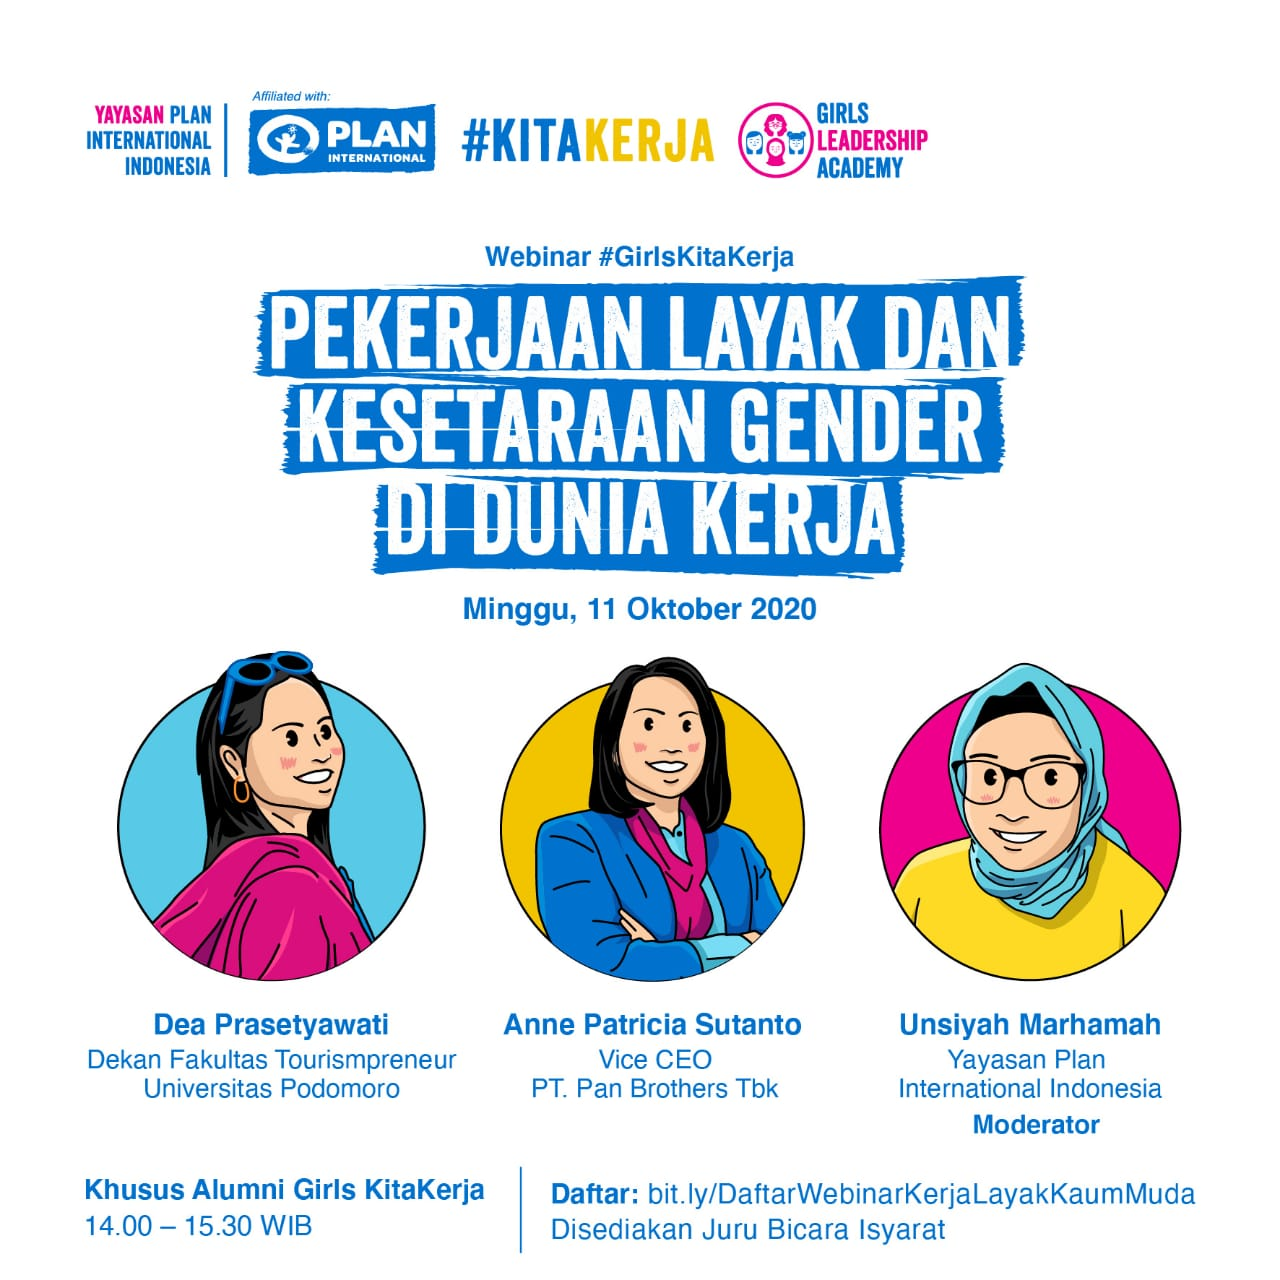 YAYASAN PLAN
INTERNATIONAL
INDONESIA
Affiliated with:
PLAN
INTERNATIONAL
#KITAKERJA
GIRLS
LEADERSHIP
ACADEMY
Webinar #GirlsKitaKerja
PEKERJAAN LAYAK DAN
KESETARAAN GENDER
DI DUNIA KERJA
Minggu, 11 Oktober 2020
Dea Prasetyawati
Dekan Fakultas Tourismpreneur
Universitas Podomoro
Anne Patricia Sutanto
Vice CEO
PT. Pan Brothers Tbk
Unsiyah Marhamah
Yayasan Plan
International Indonesia
Moderator
Khusus Alumni Girls KitaKerja
14.00 – 15.30 WIB
Daftar: bit.ly/DaftarWebinarKerjaLayakKaumMuda
Disediakan Juru Bicara Isyarat